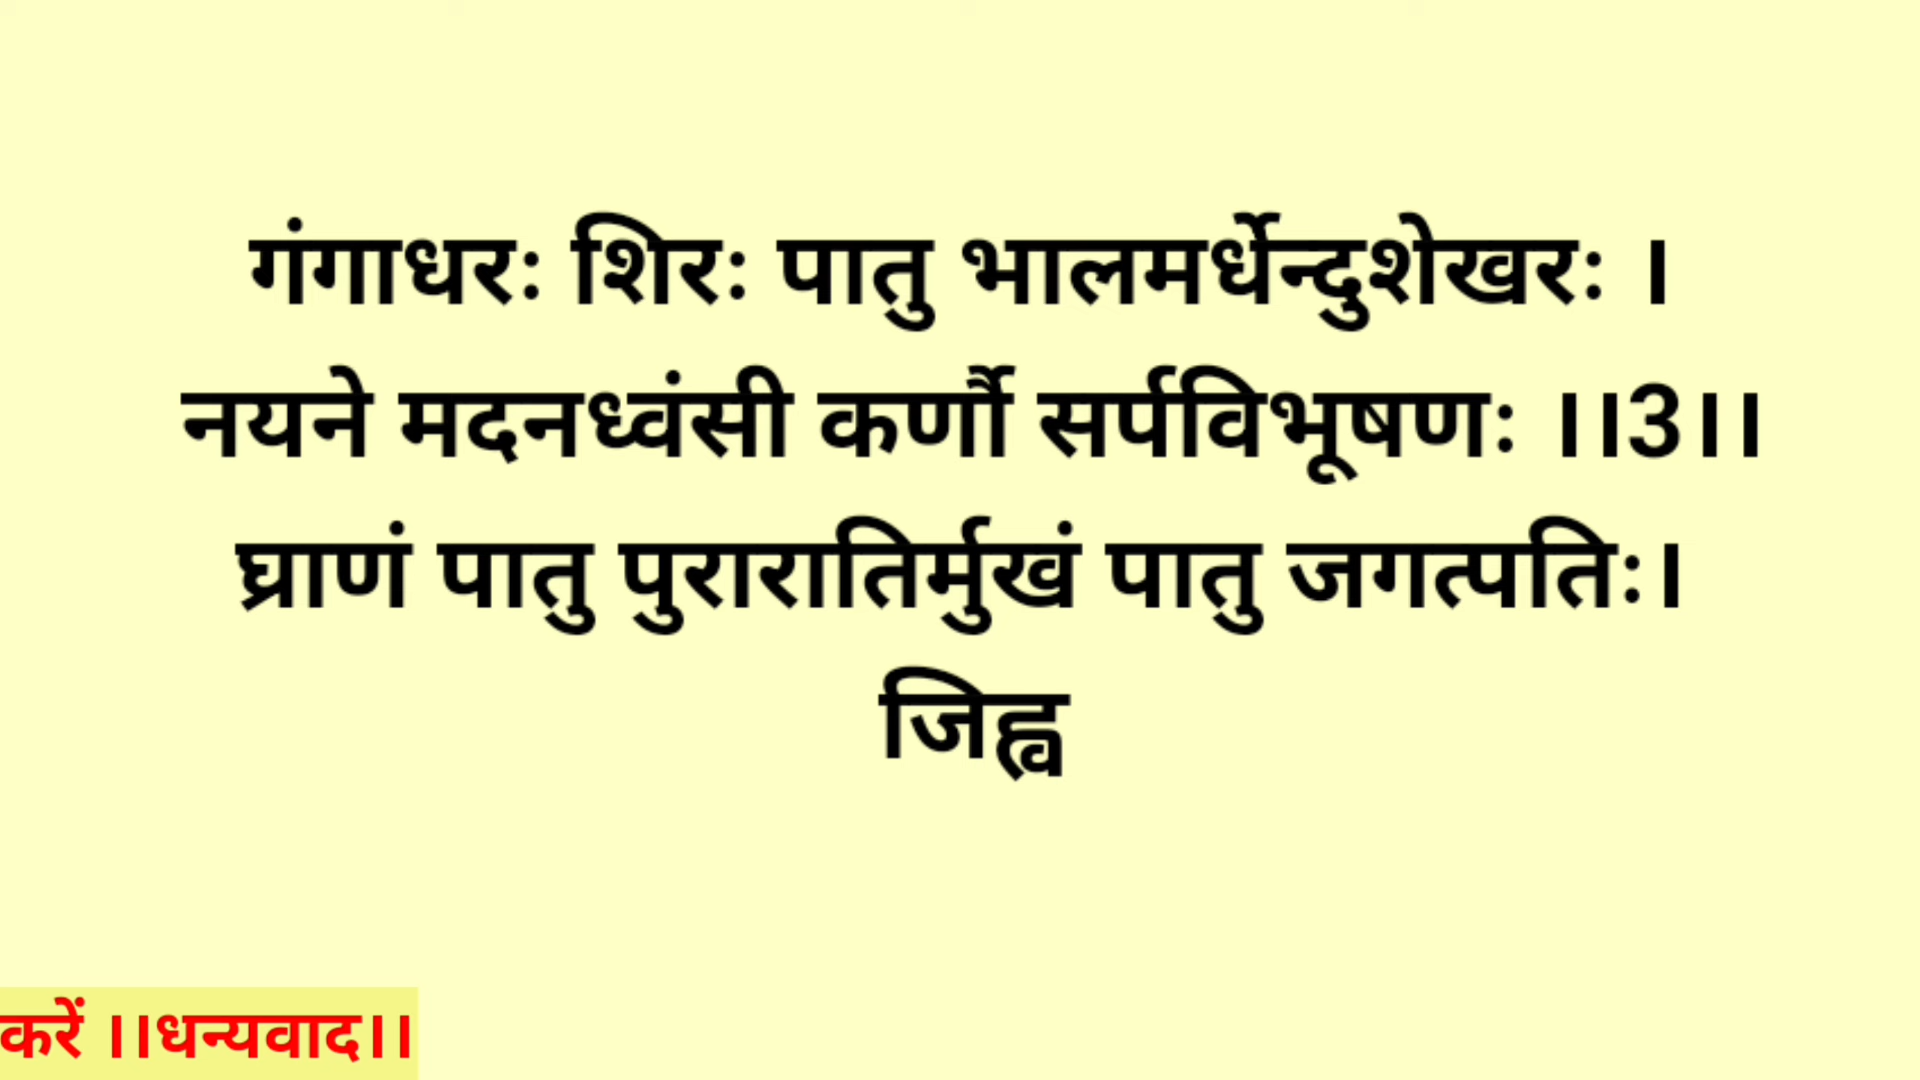 गंगाधरः शिरः पातु भालमर्धेन्दुशेखरः ।
नयने मदनध्वंसी कर्णौ सर्पविभूषणः ।।3।।
घ्राणं पातु पुरारातिर्मुखं पातु जगत्पतिः।
जिह्व
करें ।।धन्यवाद।।